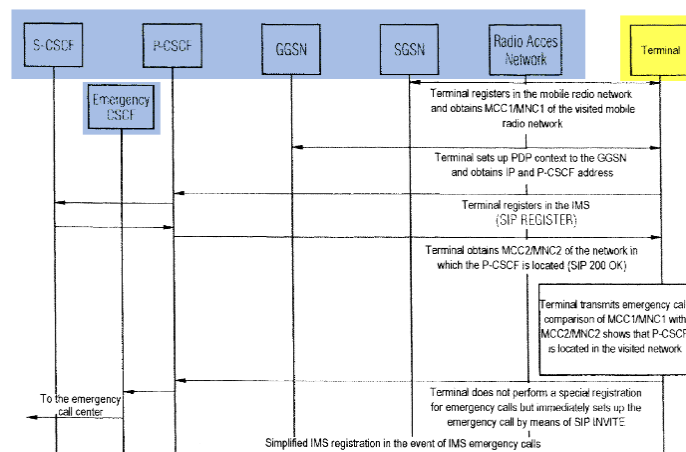 S-CSCF
P-CSCF
GGSN
SGSN
Radio Acces
Network
Terminal
Emergency
CSCF
Terminal registers in the mobile radio network
and obtains MCC1/MNC1 of the visited mobile
radio network
Terminal sets up PDP context to the GGSN
and obtains IP and P-CSCF address
Terminal registers in the IMS
(SIP REGISTER)
Terminal obtains MCC2/MNC2 of the network in
which the P-CSCF is located (SIP 200 OK)
Terminal transmits emergency call
comparison of MCC1/MNC1 with
MCC2/MNC2 shows that P-CSCF
is located in the visited network
To the emergency
call center
Terminal does not perform a special registration
for emergency calls but immediately sets up the
emergency call by means of SIP INVITE
Simplified IMS registration in the event of IMS emergency calls